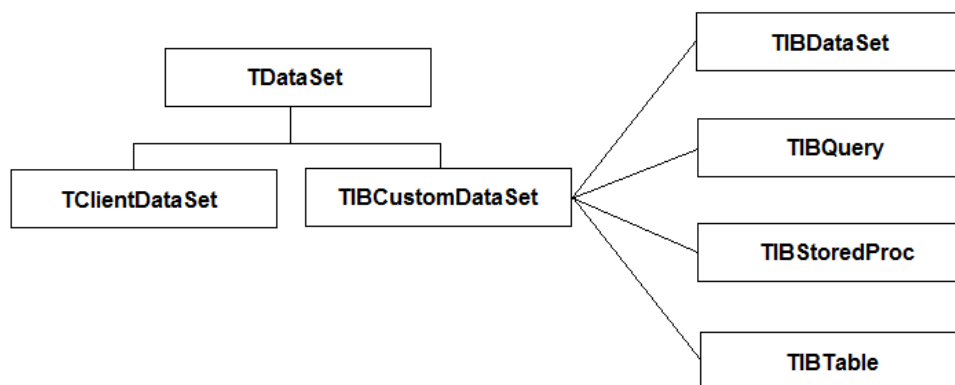 TDataSet
TClientDataSet
TIBCustomDataSet
TIBDataSet
TIBQuery
TIBStoredProc
TIBTable